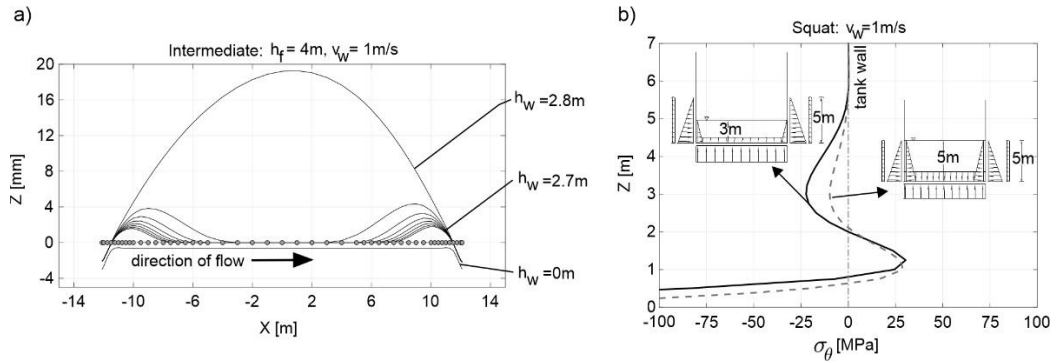 a)
Intermediate: h_f = 4m, v_w = 1m/s
20
16
12
8
4
0
-4
Z [mm]
h_w =2.8m
h_w =2.7m
h_w =0m
direction of flow
-14 -10 -6 -2 2 6 10 14
X [m]
b)
Squat: v_w=1m/s
7
6
5
4
3
2
1
0
Z [m]
tank wall
3m
5m
5m
5m
-100 -75 -50 -25 0 25 50 75 100
σ_θ [MPa]